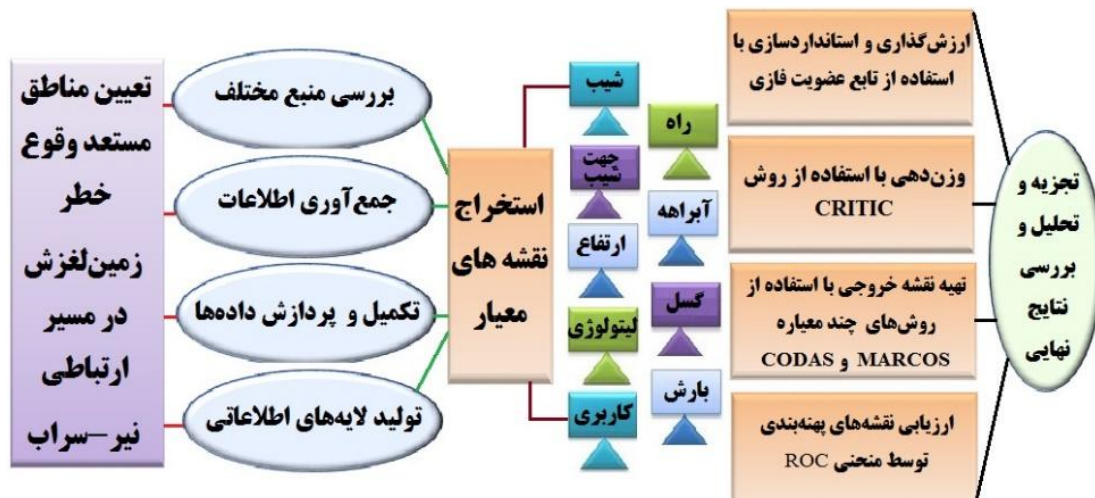 تعیین مناطق
مستعد وقوع
خطر
زمین‌لغزش
در مسیر
ارتباطی
نیر–سراب
بررسی منبع مختلف
جمع‌آوری اطلاعات
تکمیل و پردازش داده‌ها
تولید لایه‌های اطلاعاتی
استخراج
نقشه های
معیار
شیب
جهت
شیب
ارتفاع
لیتولوژی
کاربری
راه
آبراهه
گسل
بارش
ارزش‌گذاری و استانداردسازی با
استفاده از تابع عضویت فازی
وزن‌دهی با استفاده از روش
CRITIC
تهیه نقشه خروجی با استفاده از
روش‌های چند معیاره
MARCOS و CODAS
ارزیابی نقشه‌های پهنه‌بندی
توسط منحنی ROC
تجزیه و
تحلیل و
بررسی
نتایج
نهایی